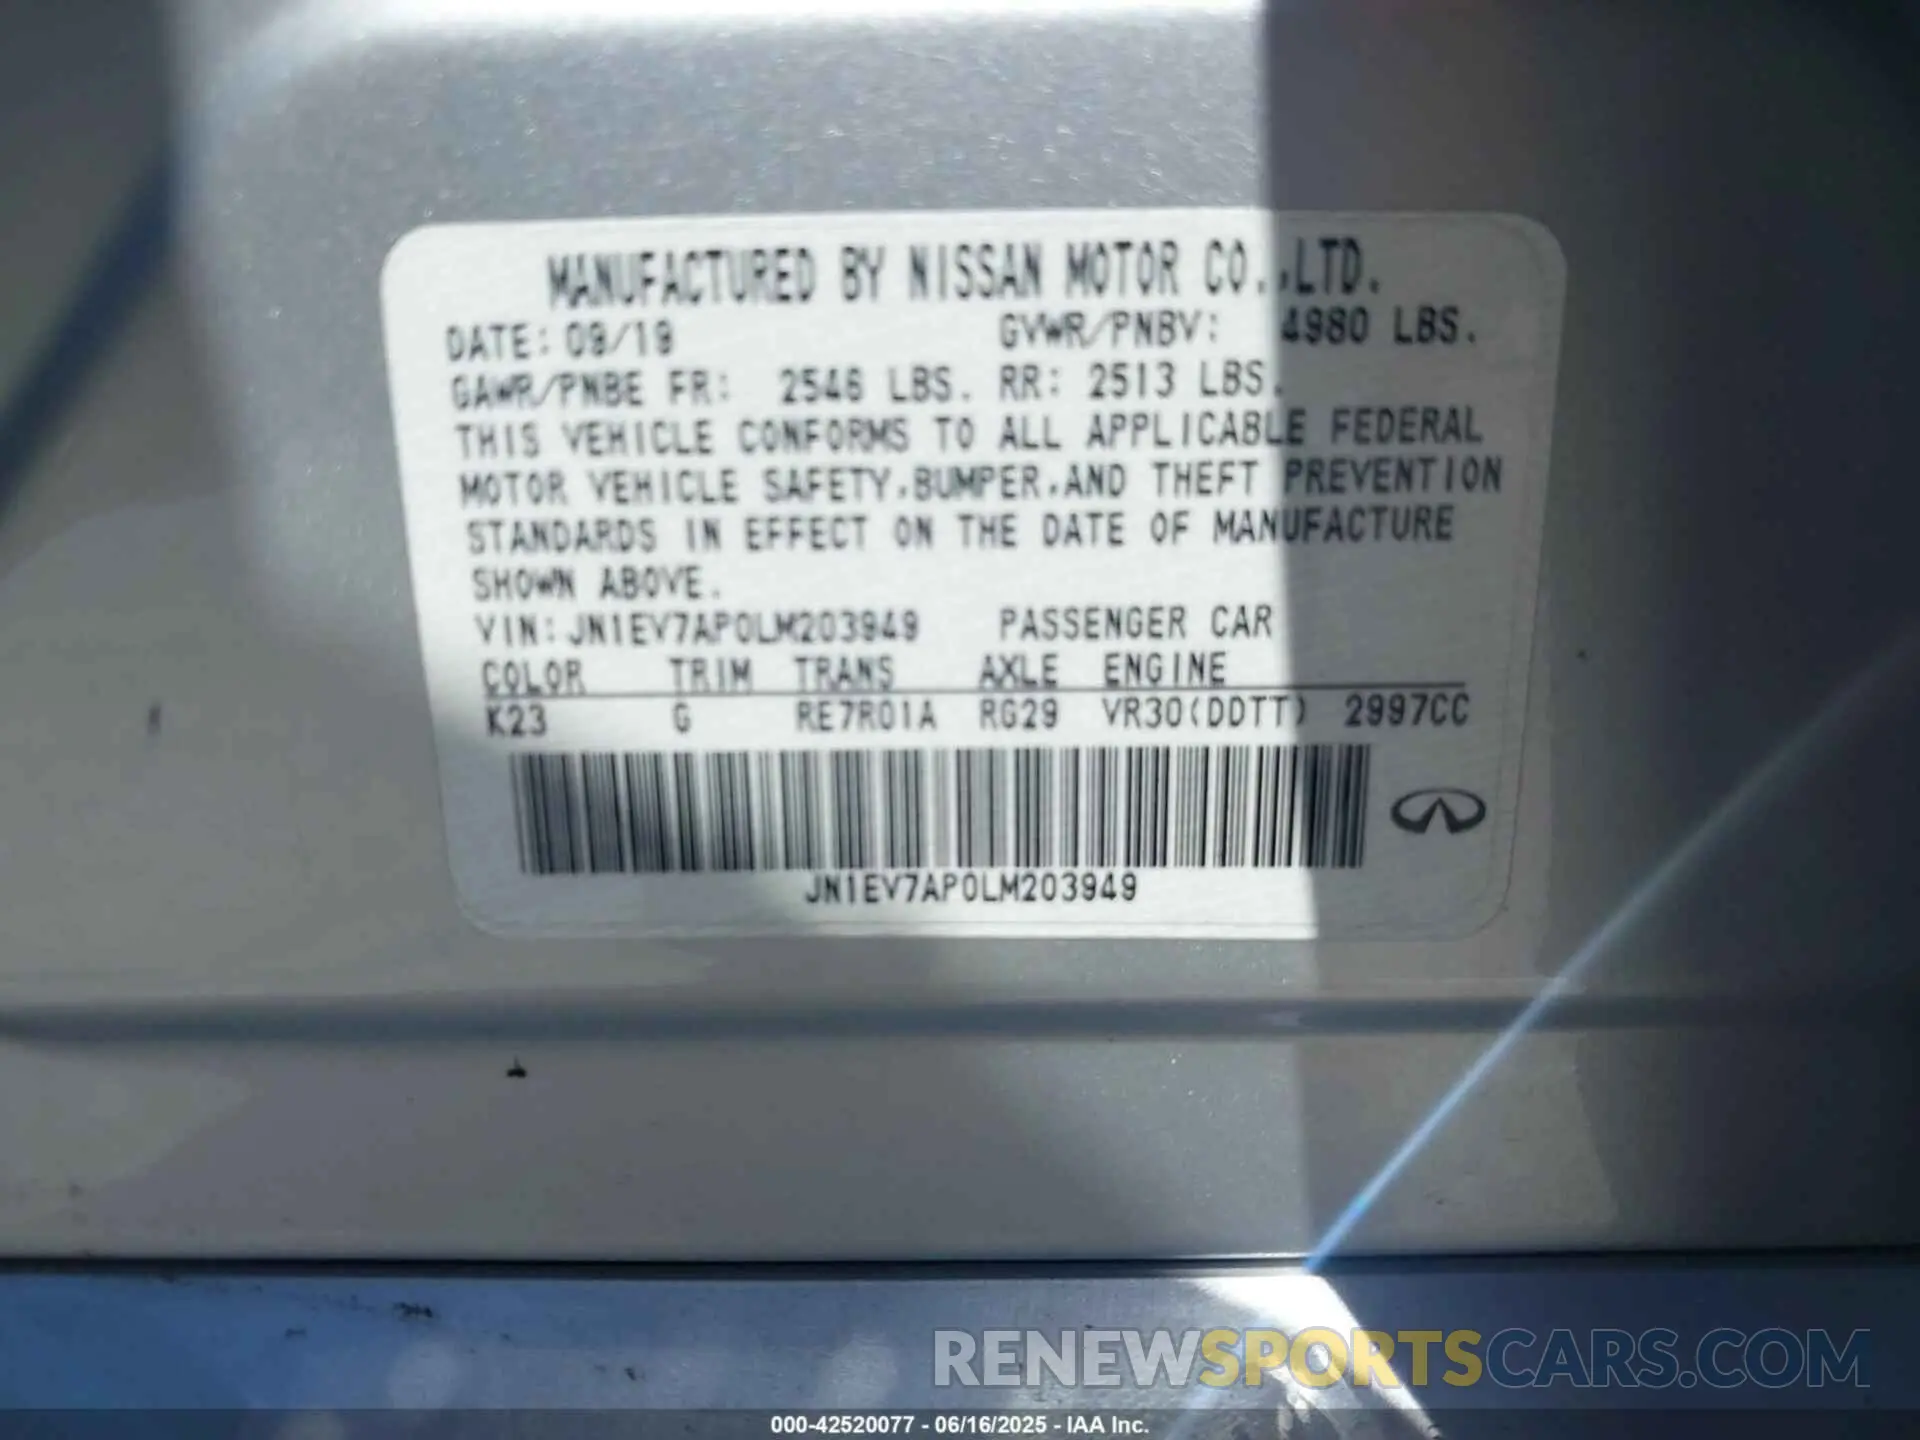 MANUFACTURED BY NISSAN MOTOR CO.,LTD.
DATE: 09/19 GVWR/PNBV: 4980 LBS.
GAWR/PNBE FR: 2546 LBS. RR: 2513 LBS.
THIS VEHICLE CONFORMS TO ALL APPLICABLE FEDERAL
MOTOR VEHICLE SAFETY,BUMPER,AND THEFT PREVENTION
STANDARDS IN EFFECT ON THE DATE OF MANUFACTURE
SHOWN ABOVE.
VIN: JN1EV7AP0LM203949 PASSENGER CAR
COLOR TRIM TRANS AXLE ENGINE
K23 G RE7R01A RG29 VR30(DDTT) 2997CC
JN1EV7AP0LM203949
RENEWSPORTSCARS.COM
000-42520077 - 06/16/2025 - IAA Inc.